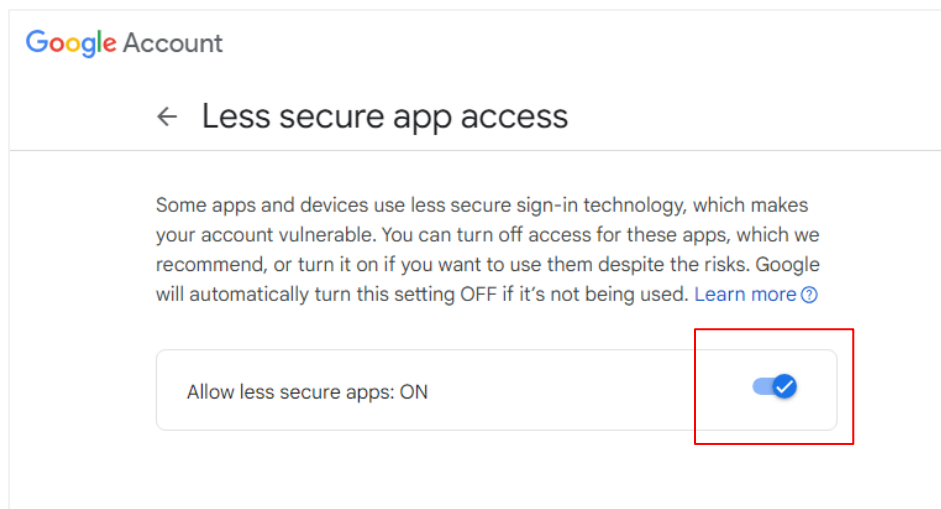 Google Account
Less secure app access
Some apps and devices use less secure sign-in technology, which makes
your account vulnerable. You can turn off access for these apps, which we
recommend, or turn it on if you want to use them despite the risks. Google
will automatically turn this setting OFF if it’s not being used. Learn more
Allow less secure apps: ON